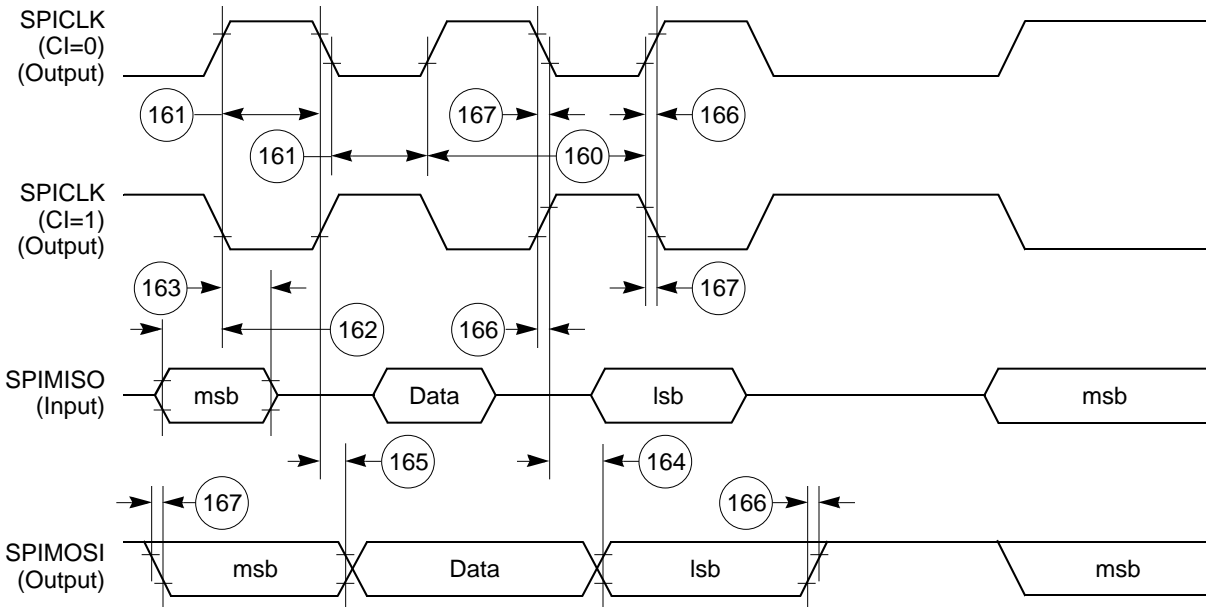 SPICLK
(CI=0)
(Output)
161
167
166
161
160
SPICLK
(CI=1)
(Output)
163
167
162
166
SPIMISO
(Input)
msb
Data
lsb
msb
165
164
167
166
SPIMOSI
(Output)
msb
Data
lsb
msb